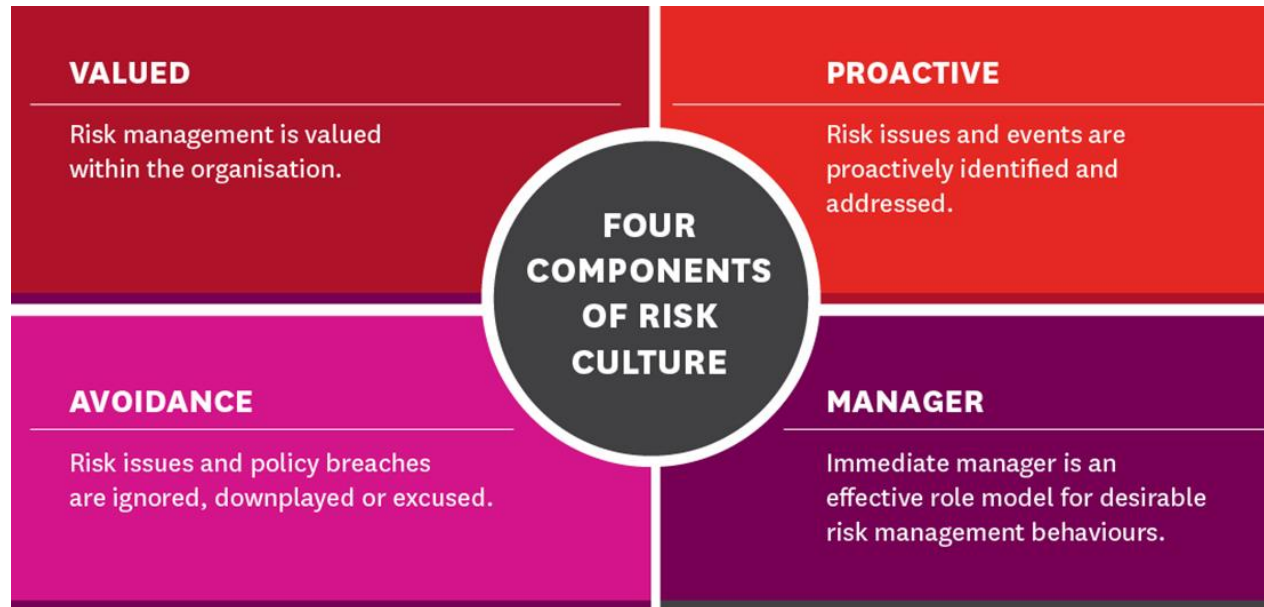 VALUED
Risk management is valued
within the organisation.
PROACTIVE
Risk issues and events are
proactively identified and
addressed.
FOUR
COMPONENTS
OF RISK
CULTURE
AVOIDANCE
Risk issues and policy breaches
are ignored, downplayed or excused.
MANAGER
Immediate manager is an
effective role model for desirable
risk management behaviours.